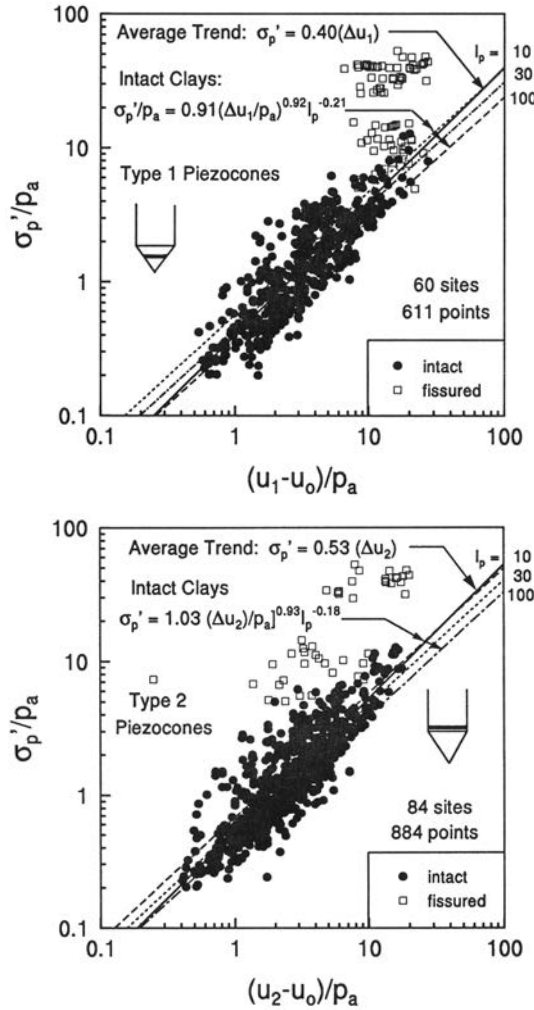 100
Average Trend: σp' = 0.40(Δu1)
Ip = 10
30
100
Intact Clays:
σp'/pa = 0.91(Δu1/pa)^0.92 Ip^-0.21
10
Type 1 Piezocones
σp'/pa
1
60 sites
611 points
intact
fissured
0.1
0.1 1 10 100
(u1-uo)/pa
100
Average Trend: σp' = 0.53 (Δu2)
Ip = 10
30
100
Intact Clays
σp' = 1.03 (Δu2)/pa]^0.93 Ip^-0.18
10
Type 2
Piezocones
σp'/pa
1
84 sites
884 points
intact
fissured
0.1
0.1 1 10 100
(u2-uo)/pa